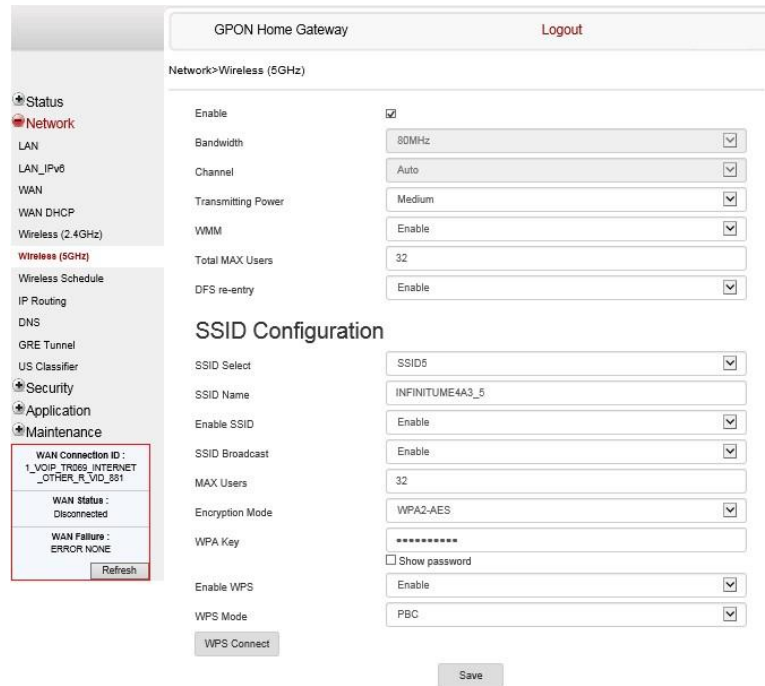 GPON Home Gateway
Logout
Network>Wireless (5GHz)
Status
Network
LAN
LAN_IPv6
WAN
WAN DHCP
Wireless (2.4GHz)
Wireless (5GHz)
Wireless Schedule
IP Routing
DNS
GRE Tunnel
US Classifier
Security
Application
Maintenance
WAN Connection ID :
1_VOIP_TR069_INTERNET
_OTHER_R_VID_881
WAN Status :
Disconnected
WAN Failure :
ERROR NONE
Refresh
Enable
Bandwidth 80MHz
Channel Auto
Transmitting Power Medium
WMM Enable
Total MAX Users 32
DFS re-entry Enable
SSID Configuration
SSID Select SSID5
SSID Name INFINITUME4A3_5
Enable SSID Enable
SSID Broadcast Enable
MAX Users 32
Encryption Mode WPA2-AES
WPA Key ••••••••••
Show password
Enable WPS Enable
WPS Mode PBC
WPS Connect
Save